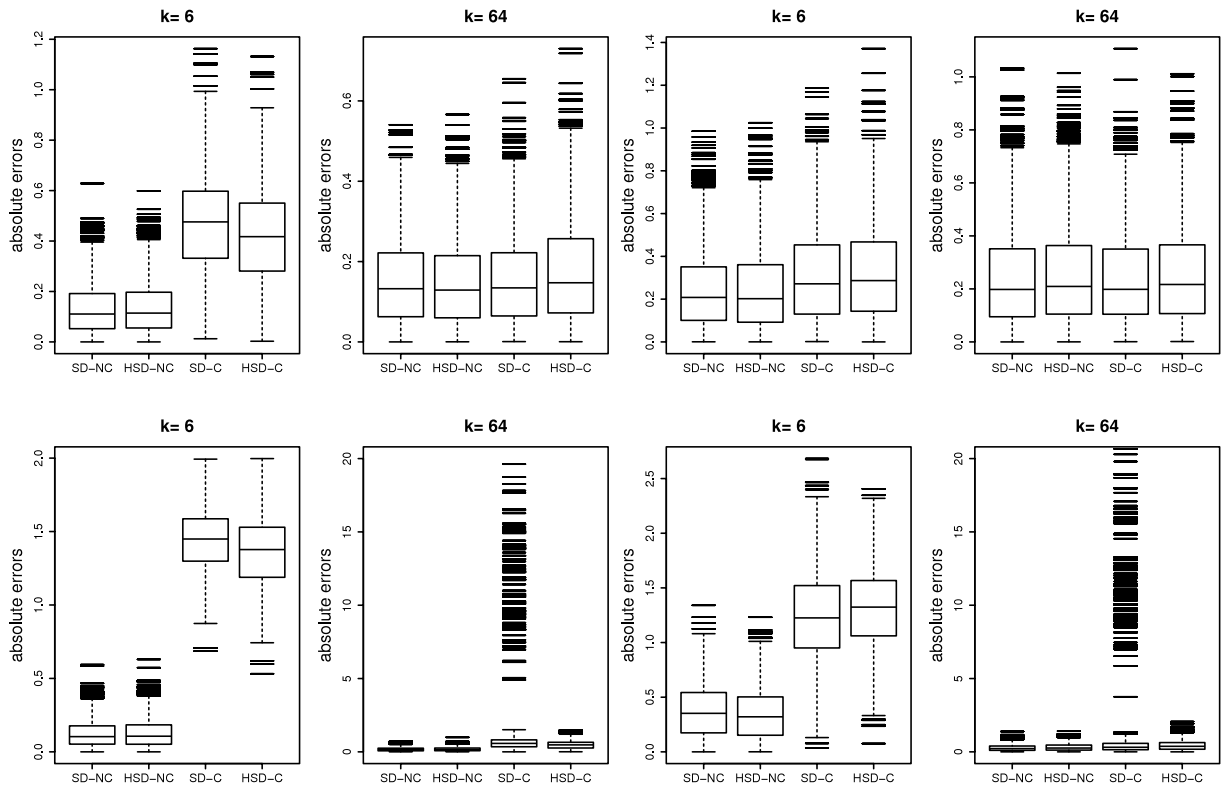 k= 6
k= 64
k= 6
k= 64
absolute errors
0.0 0.2 0.4 0.6 0.8 1.0 1.2
SD−NC HSD−NC SD−C HSD−C
absolute errors
0.0 0.2 0.4 0.6
SD−NC HSD−NC SD−C HSD−C
absolute errors
0.0 0.2 0.4 0.6 0.8 1.0 1.2 1.4
SD−NC HSD−NC SD−C HSD−C
absolute errors
0.0 0.2 0.4 0.6 0.8 1.0
SD−NC HSD−NC SD−C HSD−C
k= 6
k= 64
k= 6
k= 64
absolute errors
0.0 0.5 1.0 1.5 2.0
SD−NC HSD−NC SD−C HSD−C
absolute errors
0 5 10 15 20
SD−NC HSD−NC SD−C HSD−C
absolute errors
0.0 0.5 1.0 1.5 2.0 2.5
SD−NC HSD−NC SD−C HSD−C
absolute errors
0 5 10 15 20
SD−NC HSD−NC SD−C HSD−C